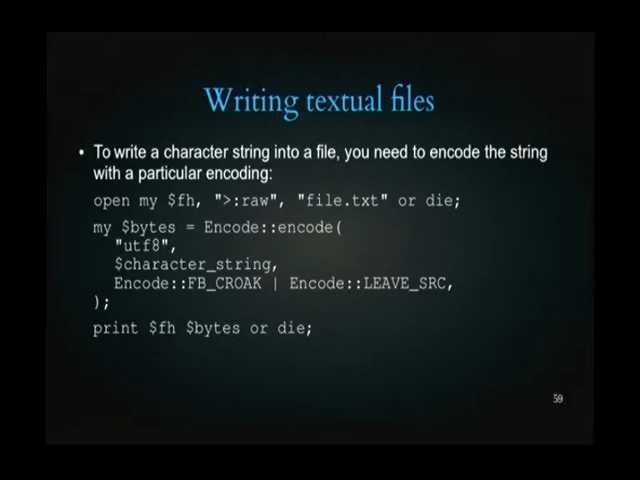 Writing textual files
• To write a character string into a file, you need to encode the string
with a particular encoding:
open my $fh, ">:raw", "file.txt" or die;
my $bytes = Encode::encode(
"utf8",
$character_string,
Encode::FB_CROAK | Encode::LEAVE_SRC,
);
print $fh $bytes or die;
59